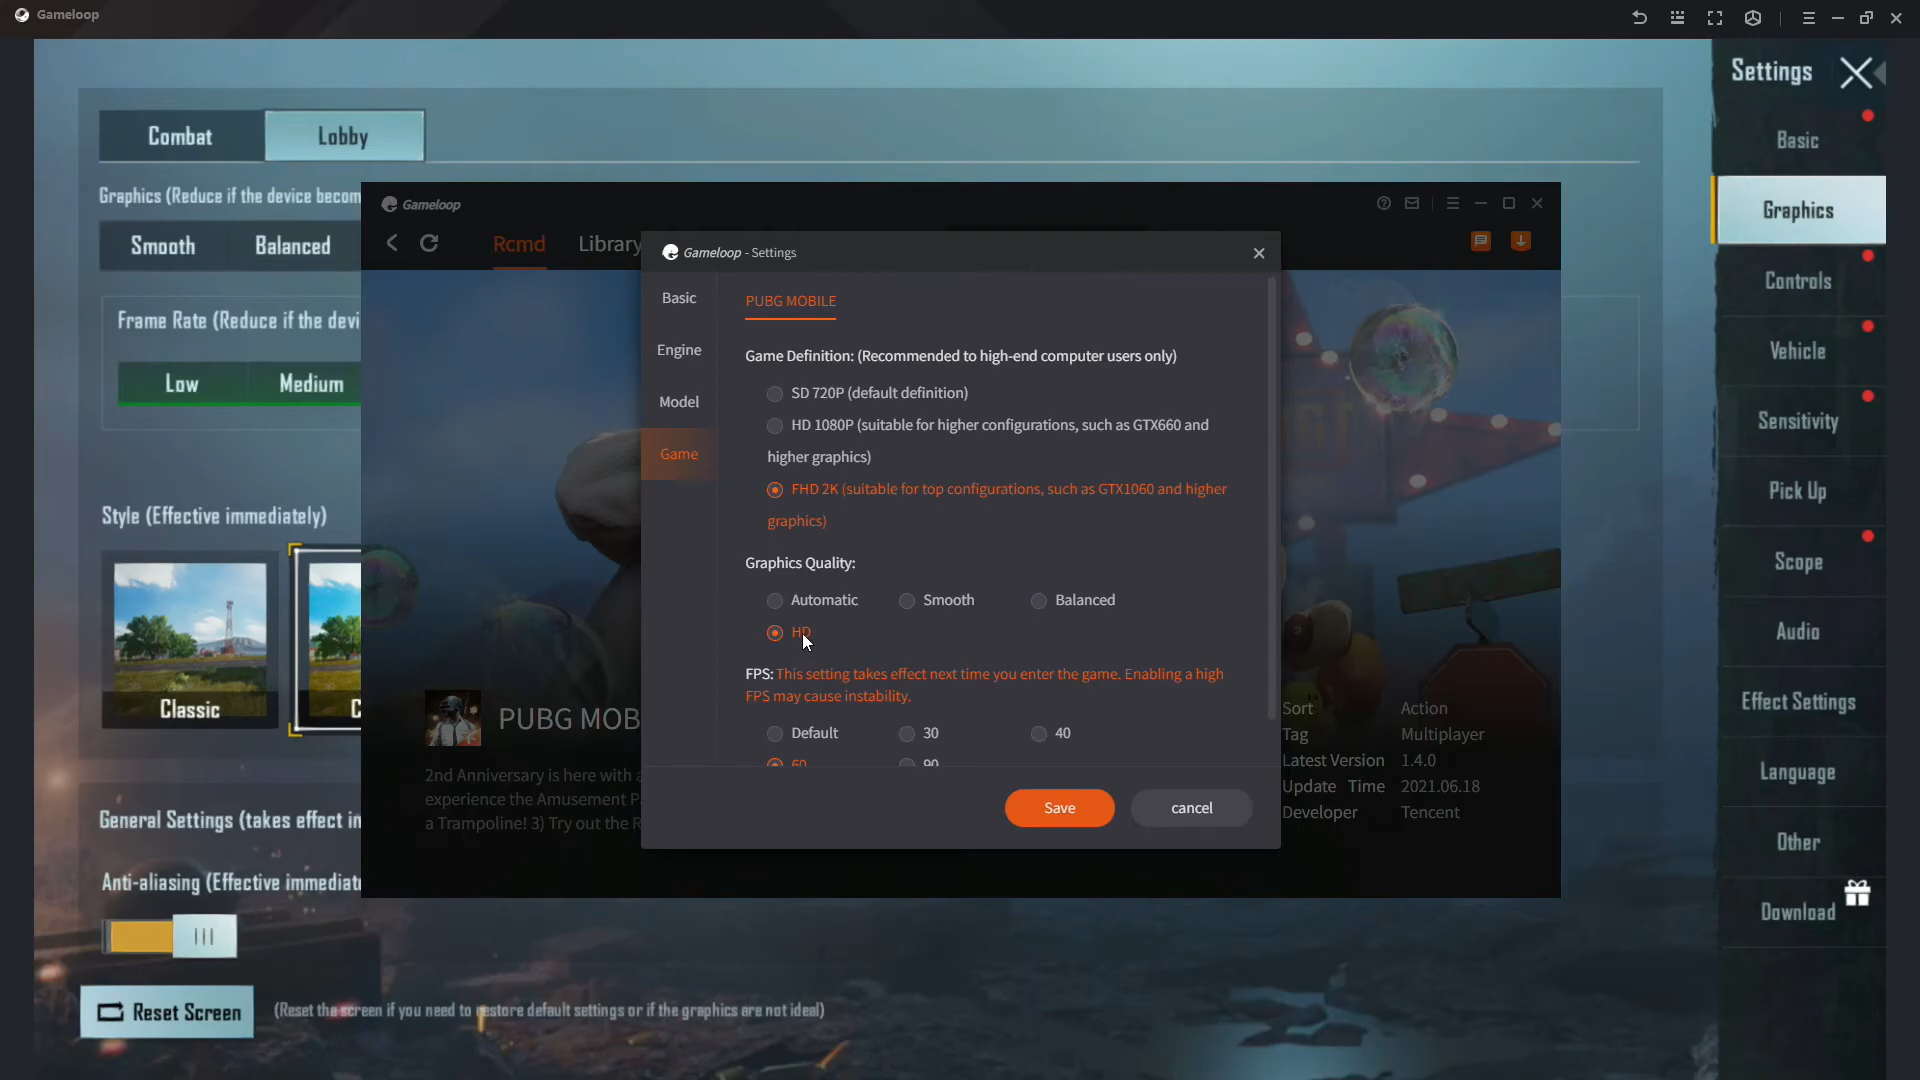 Gameloop
Settings
Combat
Lobby
Basic
Graphics (Reduce if the device becom
Gameloop
Graphics
Smooth
Balanced
Rcmd
Library
Gameloop - Settings
Controls
Basic
PUBG MOBILE
Frame Rate (Reduce if the devi
Engine
Game Definition: (Recommended to high-end computer users only)
Vehicle
Low
Medium
SD 720P (default definition)
Model
HD 1080P (suitable for higher configurations, such as GTX660 and
higher graphics)
Sensitivity
Game
FHD 2K (suitable for top configurations, such as GTX1060 and higher
graphics)
Pick Up
Style (Effective immediately)
Graphics Quality:
Scope
Automatic
Smooth
Balanced
HD
Audio
FPS: This setting takes effect next time you enter the game. Enabling a high
FPS may cause instability.
Effect Settings
Classic
C
PUBG MOB
Sort
Action
Default
30
40
Tag
Multiplayer
60
90
Latest Version
1.4.0
2nd Anniversary is here with a
Language
Update Time
2021.06.18
experience the Amusement P
Save
cancel
Developer
Tencent
a Trampoline! 3) Try out the R
General Settings (takes effect in
Other
Anti-aliasing (Effective immediate
Download
Reset Screen
(Reset the screen if you need to restore default settings or if the graphics are not ideal)